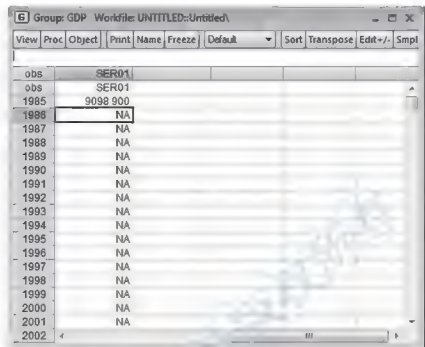 G Group: GDP Workfile: UNTITLED::Untitled\
View Proc Object Print Name Freeze Default Sort Transpose Edit+/- Smpl
obs SER01
obs SER01
1985 9098.900
1986 NA
1987 NA
1988 NA
1989 NA
1990 NA
1991 NA
1992 NA
1993 NA
1994 NA
1995 NA
1996 NA
1997 NA
1998 NA
1999 NA
2000 NA
2001 NA
2002